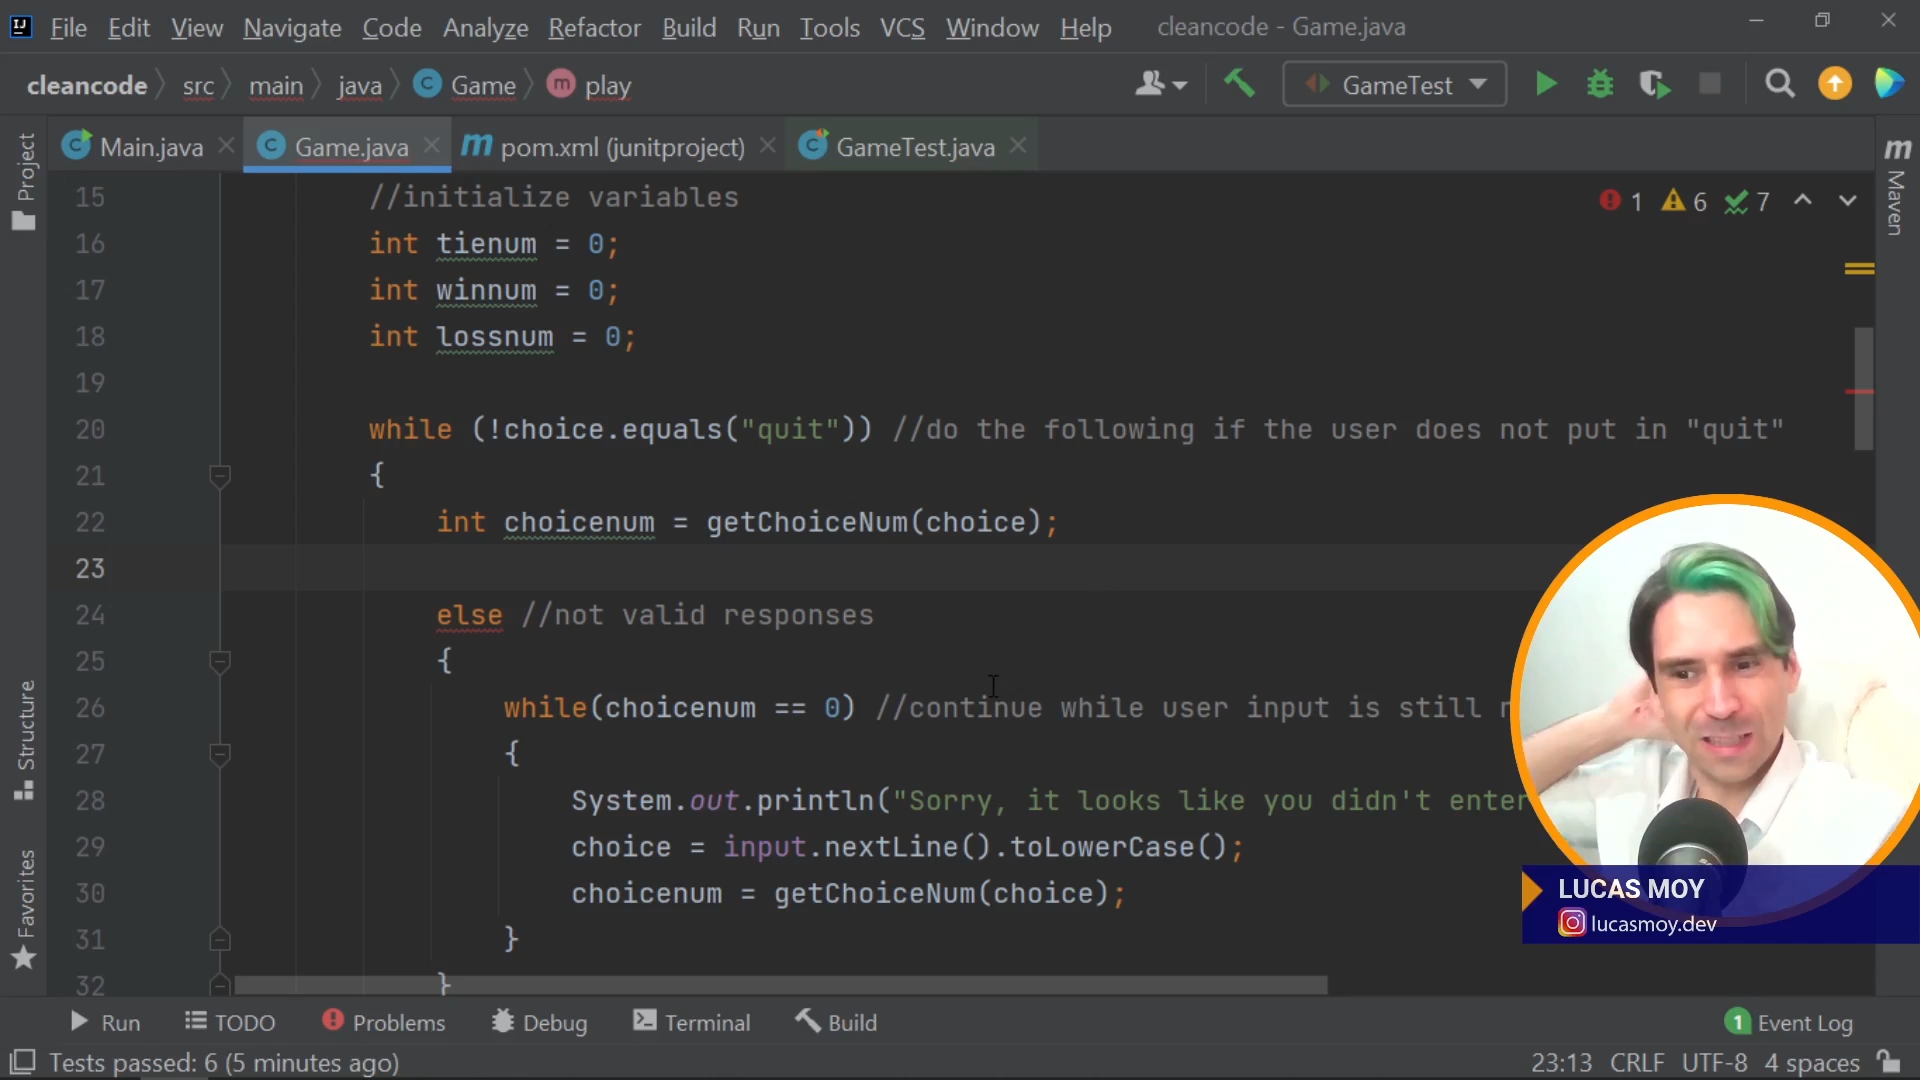 File Edit View Navigate Code Analyze Refactor Build Run Tools VCS Window Help cleancode - Game.java
cleancode src main java Game play GameTest
Main.java Game.java pom.xml (junitproject) GameTest.java
Project
Structure
Favorites
Maven
1 6 7
15 //initialize variables
16 int tienum = 0;
17 int winnum = 0;
18 int lossnum = 0;
19
20 while (!choice.equals("quit")) //do the following if the user does not put in "quit"
21 {
22 int choicenum = getChoiceNum(choice);
23
24 else //not valid responses
25 {
26 while(choicenum == 0) //continue while user input is still
27 {
28 System.out.println("Sorry, it looks like you didn't enter
29 choice = input.nextLine().toLowerCase();
30 choicenum = getChoiceNum(choice);
31 }
32 }
LUCAS MOY
lucasmoy.dev
Run TODO Problems Debug Terminal Build 1 Event Log
Tests passed: 6 (5 minutes ago) 23:13 CRLF UTF-8 4 spaces